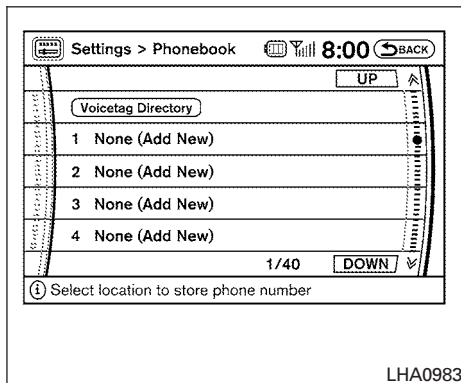 Settings > Phonebook 8:00 BACK
UP
Voicetag Directory
1 None (Add New)
2 None (Add New)
3 None (Add New)
4 None (Add New)
1/40 DOWN
i Select location to store phone number
LHA0983